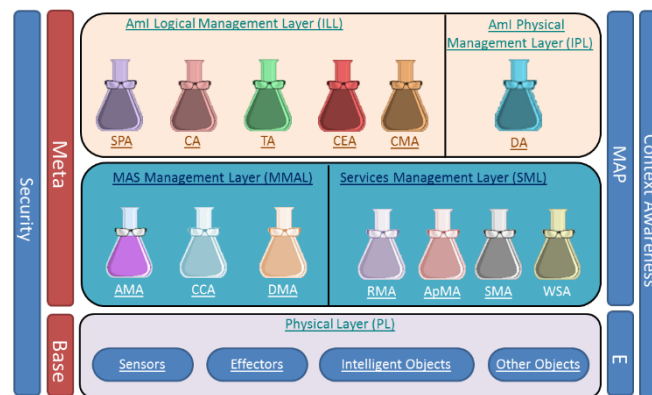 AmI Logical Management Layer (ILL)
AmI Physical
Management Layer (IPL)
SPA
CA
TA
CEA
CMA
DA
MAS Management Layer (MMAL)
Services Management Layer (SML)
AMA
CCA
DMA
RMA
ApMA
SMA
WSA
Physical Layer (PL)
Sensors
Effectors
Intelligent Objects
Other Objects
Security
Meta
Base
MAP
E
Context Awareness